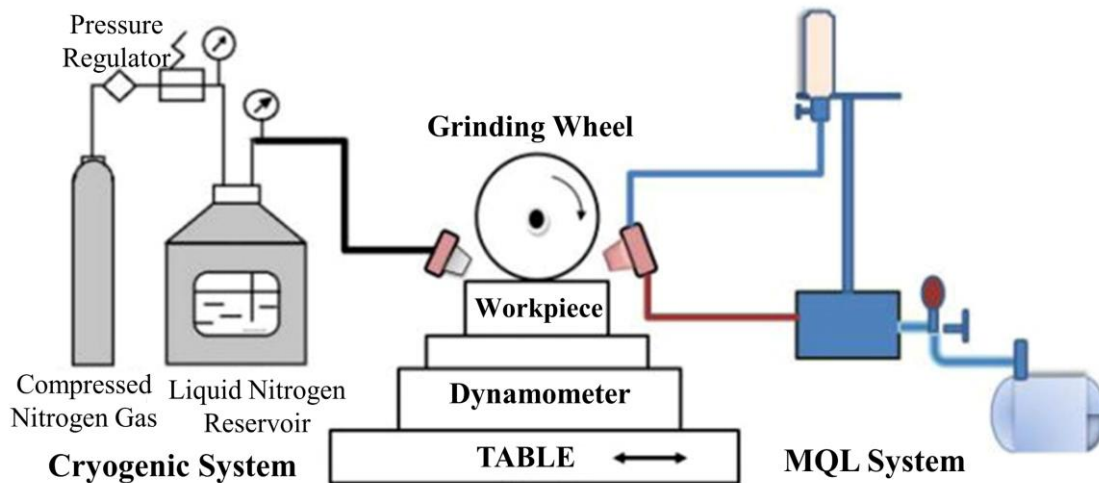 Pressure
Regulator
Grinding Wheel
Workpiece
Compressed
Nitrogen Gas
Liquid Nitrogen
Reservoir
Dynamometer
Cryogenic System
TABLE
MQL System